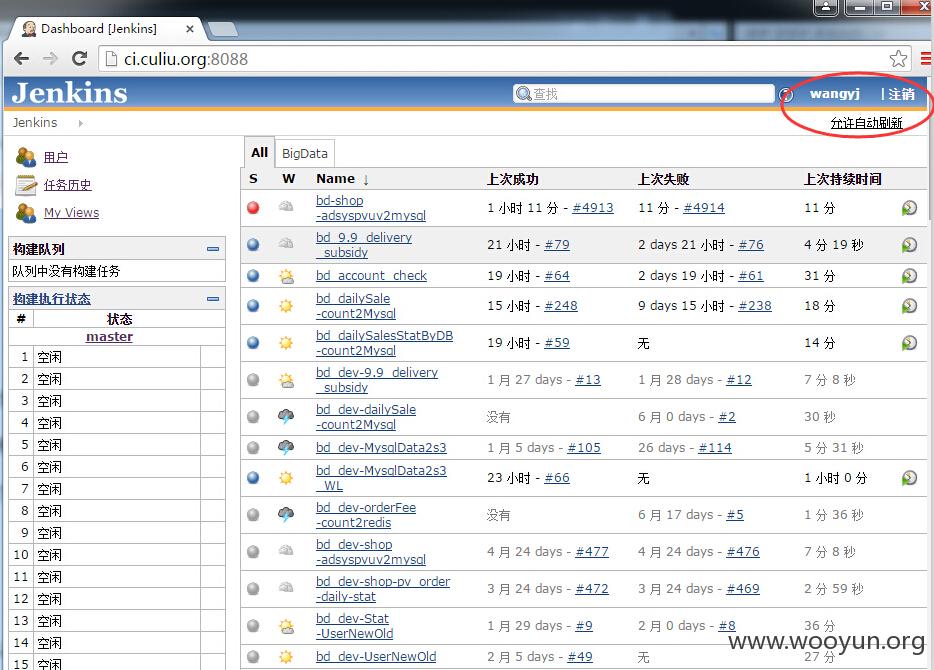 Dashboard [Jenkins]
ci.culiu.org:8088
Jenkins
查找
wangyj
|注销
Jenkins
允许自动刷新
用户
任务历史
My Views
构建队列
队列中没有构建任务
构建执行状态
# 状态
master
1 空闲
2 空闲
3 空闲
4 空闲
5 空闲
6 空闲
7 空闲
8 空闲
9 空闲
10 空闲
11 空闲
12 空闲
13 空闲
14 空闲
15 空闲
All BigData
S W Name ↓ 上次成功 上次失败 上次持续时间
bd-shop
-adsyspvuv2mysql 1 小时 11 分 - #4913 11 分 - #4914 11 分
bd_9.9_delivery
_subsidy 21 小时 - #79 2 days 21 小时 - #76 4 分 19 秒
bd_account_check 19 小时 - #64 2 days 19 小时 - #61 31 分
bd_dailySale
-count2Mysql 15 小时 - #248 9 days 15 小时 - #238 18 分
bd_dailySalesStatByDB
-count2Mysql 19 小时 - #59 无 14 分
bd_dev-9.9_delivery
_subsidy 1 月 27 days - #13 1 月 28 days - #12 7 分 8 秒
bd_dev-dailySale
-count2Mysql 没有 6 月 0 days - #2 30 秒
bd_dev-MysqlData2s3 1 月 5 days - #105 26 days - #114 5 分 31 秒
bd_dev-MysqlData2s3
_WL 23 小时 - #66 无 1 小时 0 分
bd_dev-orderFee
-count2redis 没有 6 月 17 days - #5 1 分 36 秒
bd_dev-shop
-adsyspvuv2mysql 4 月 24 days - #477 4 月 24 days - #476 7 分 8 秒
bd_dev-shop-pv_order
-daily-stat 3 月 24 days - #472 3 月 24 days - #469 2 分 59 秒
bd_dev-Stat
-UserNewOld 1 月 29 days - #9 2 月 0 days - #8 36 分
bd_dev-UserNewOld 2 月 5 days - #49 无 27 分
www.wooyun.org